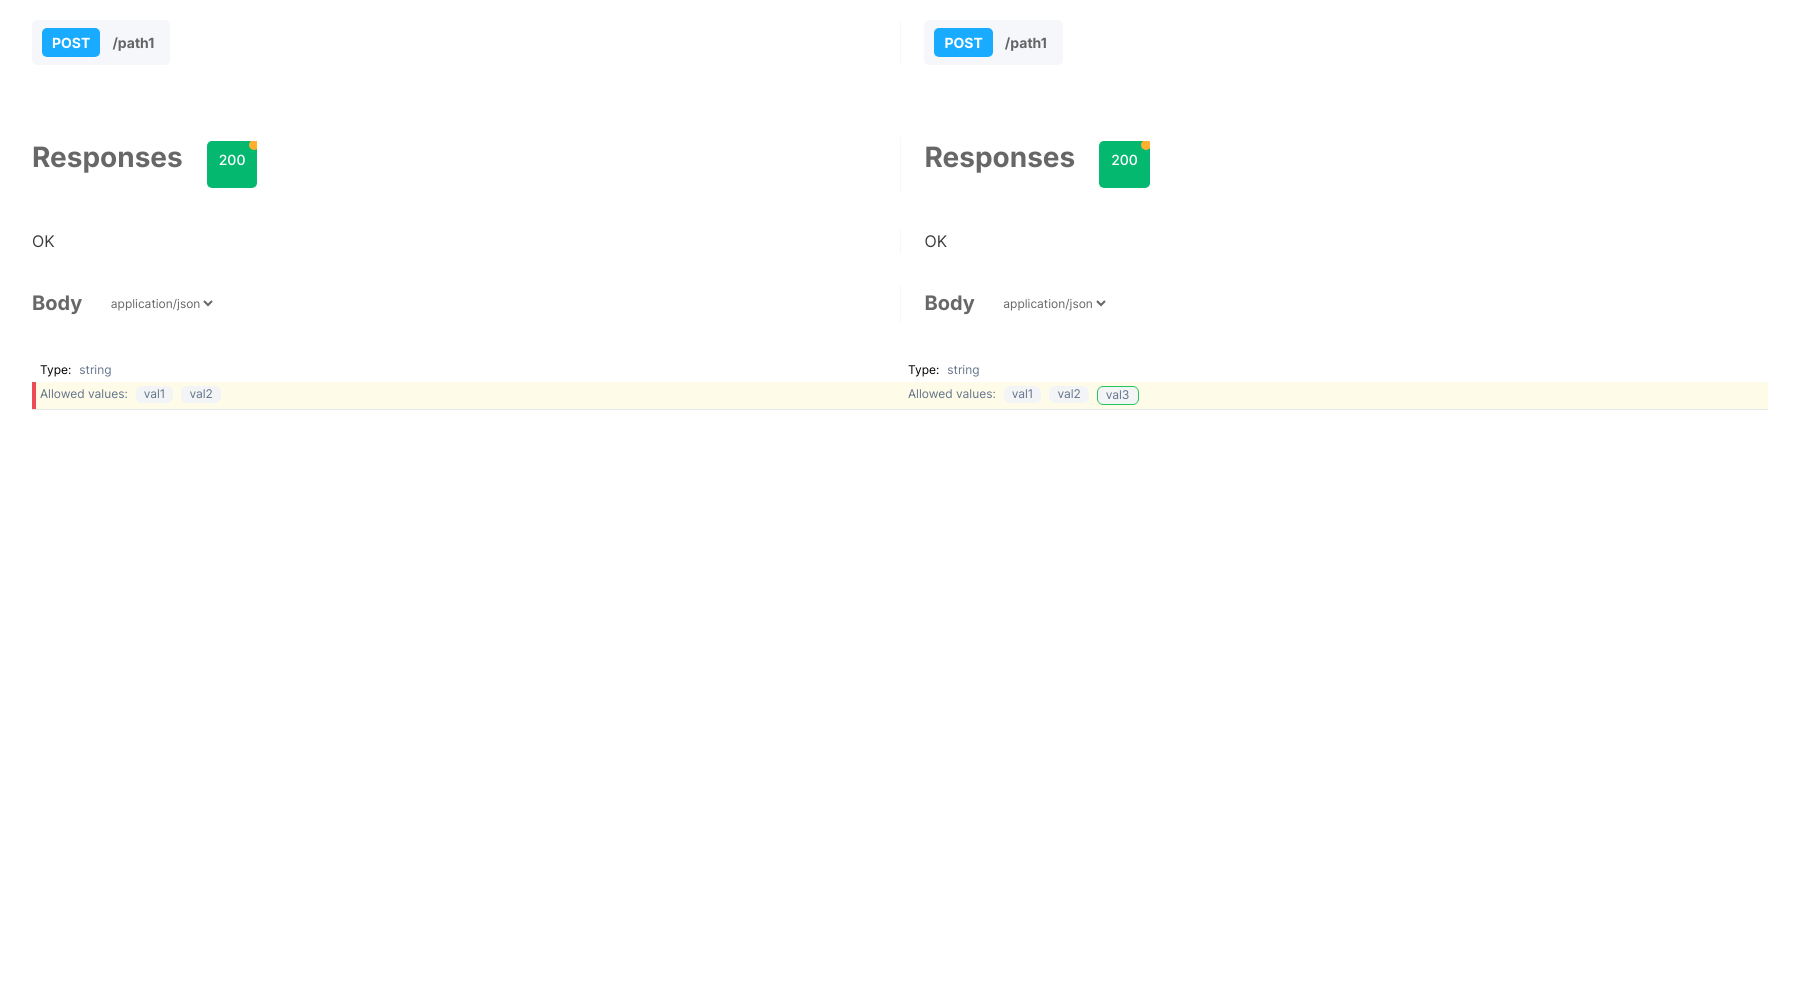 POST /path1 POST /path1
Responses 200 Responses 200
OK OK
Body application/json Body application/json
Type: string Type: string
Allowed values: val1 val2 Allowed values: val1 val2 val3